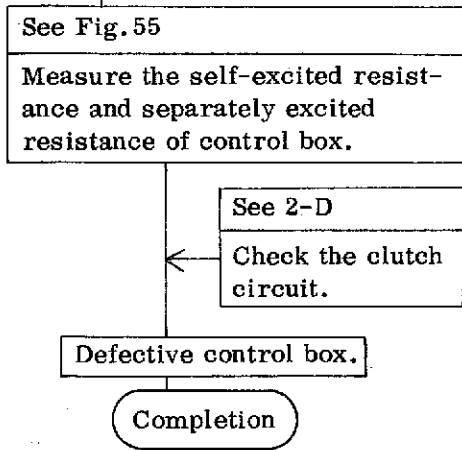 See Fig. 55
Measure the self-excited resist-
ance and separately excited
resistance of control box.
See 2-D
Check the clutch
circuit.
Defective control box.
Completion